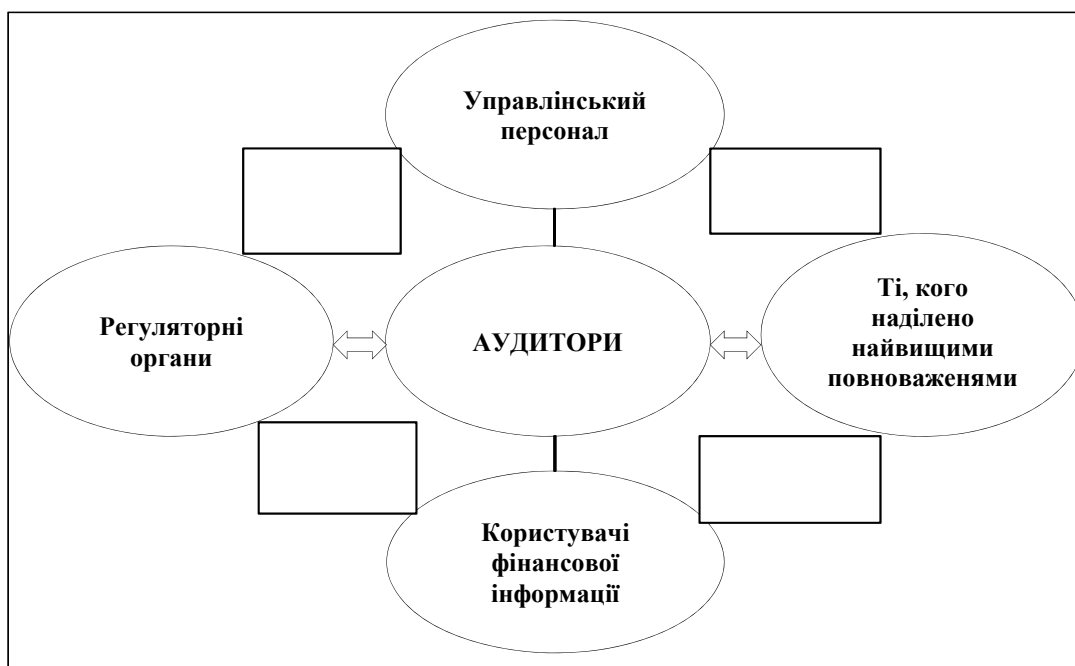 Управлінський
персонал
Регуляторні
органи
АУДИТОРИ
Ті, кого
наділено
найвищими
повноваженями
Користувачі
фінансової
інформації